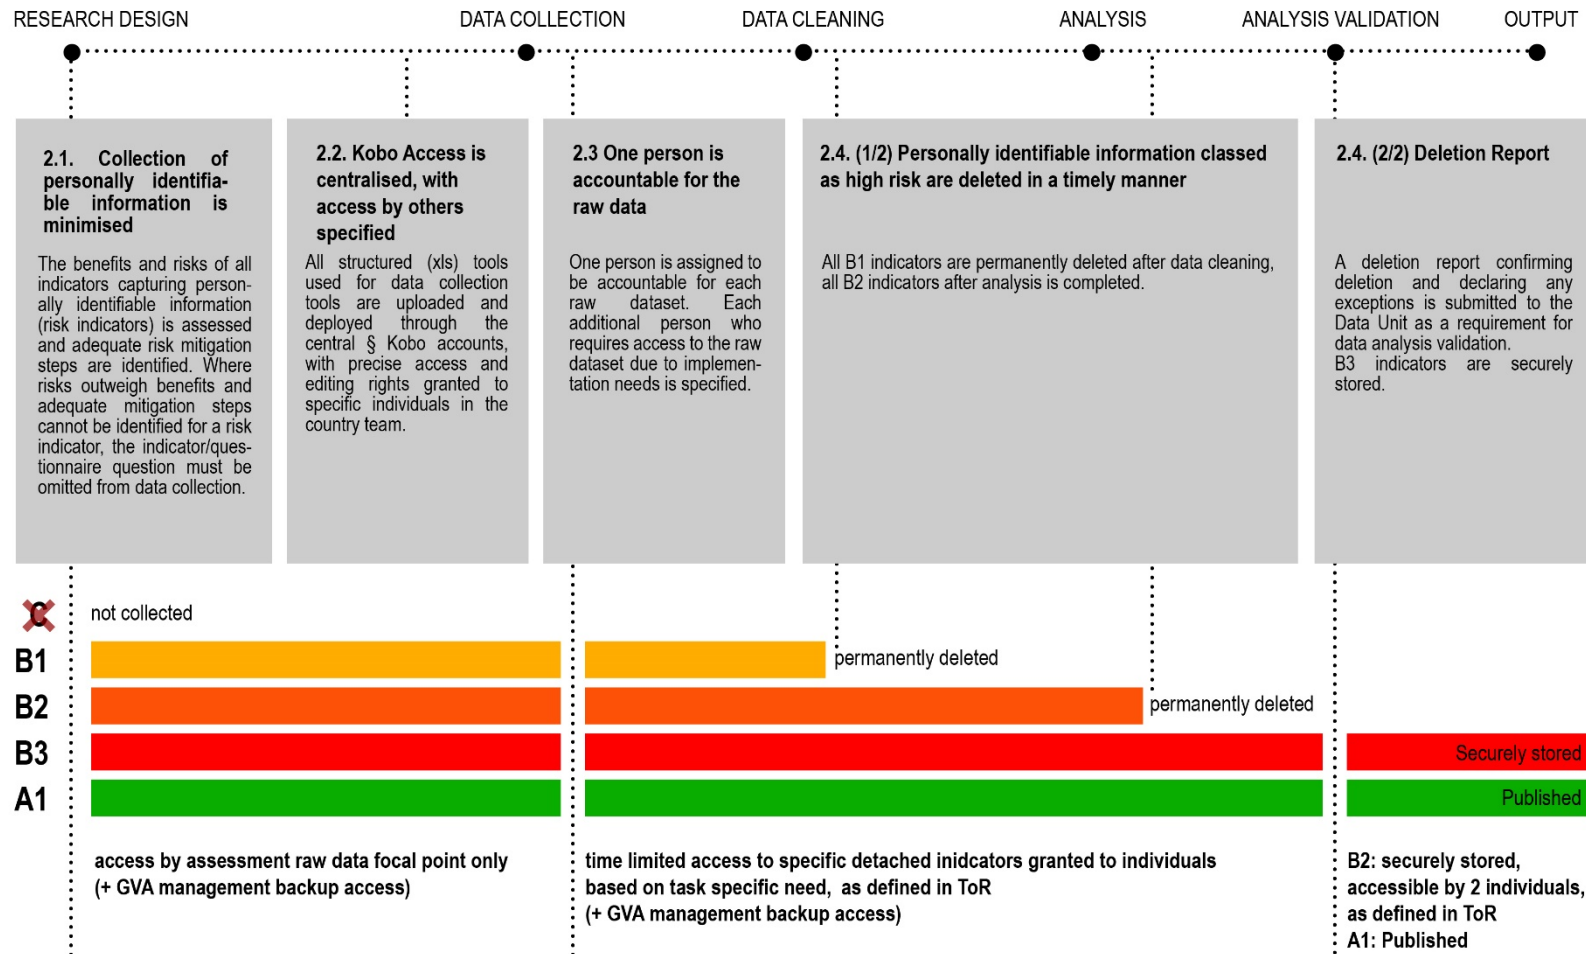 RESEARCH DESIGN
DATA COLLECTION
DATA CLEANING
ANALYSIS
ANALYSIS VALIDATION
OUTPUT
2.1. Collection of
personally identifia-
ble information is
minimised
The benefits and risks of all
indicators capturing person-
ally identifiable information
(risk indicators) is assessed
and adequate risk mitigation
steps are identified. Where
risks outweigh benefits and
adequate mitigation steps
cannot be identified for a risk
indicator, the indicator/ques-
tionnaire question must be
omitted from data collection.
2.2. Kobo Access is
centralised, with
access by others
specified
All structured (xls) tools
used for data collection
tools are uploaded and
deployed through the
central § Kobo accounts,
with precise access and
editing rights granted to
specific individuals in the
country team.
2.3 One person is
accountable for the
raw data
One person is assigned to
be accountable for each
raw dataset. Each
additional person who
requires access to the raw
dataset due to implemen-
tation needs is specified.
2.4. (1/2) Personally identifiable information classed
as high risk are deleted in a timely manner
All B1 indicators are permanently deleted after data cleaning,
all B2 indicators after analysis is completed.
2.4. (2/2) Deletion Report
A deletion report confirming
deletion and declaring any
exceptions is submitted to the
Data Unit as a requirement for
data analysis validation.
B3 indicators are securely
stored.
C not collected
B1 permanently deleted
B2 permanently deleted
B3 Securely stored
A1 Published
access by assessment raw data focal point only
(+ GVA management backup access)
time limited access to specific detached inidcators granted to individuals
based on task specific need, as defined in ToR
(+ GVA management backup access)
B2: securely stored,
accessible by 2 individuals,
as defined in ToR
A1: Published